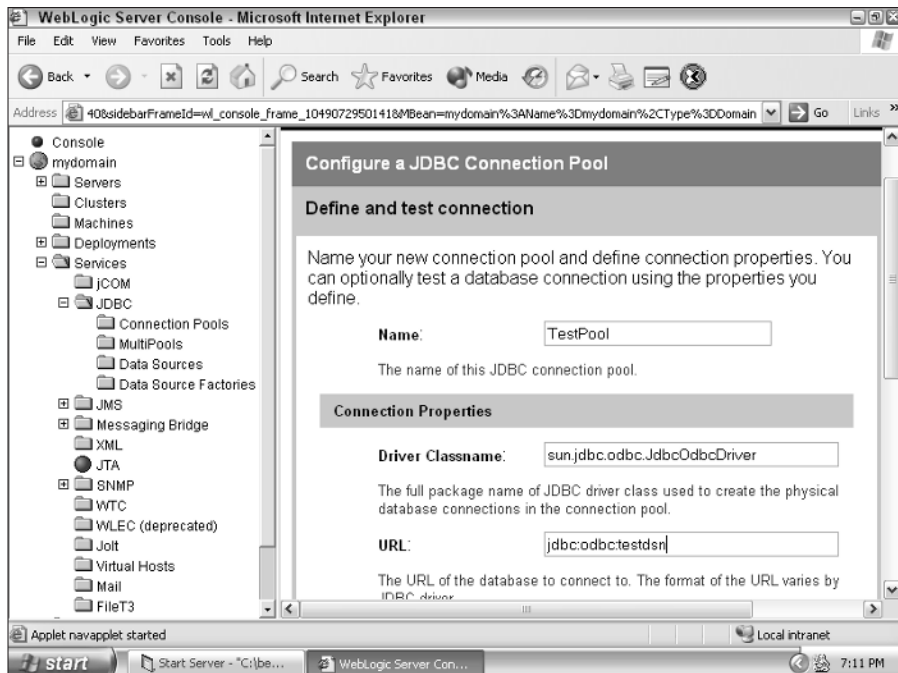 WebLogic Server Console - Microsoft Internet Explorer
File Edit View Favorites Tools Help
Back Search Favorites Media
Address 40&sidebarFrameId=wl_console_frame_1049072950141&MBean=mydomain%3AName%3Dmydomain%2CType%3DDomain Go Links »
Console
mydomain
Servers
Clusters
Machines
Deployments
Services
jCOM
JDBC
Connection Pools
MultiPools
Data Sources
Data Source Factories
JMS
Messaging Bridge
XML
JTA
SNMP
WTC
WLEC (deprecated)
Jolt
Virtual Hosts
Mail
FileT3
Configure a JDBC Connection Pool
Define and test connection
Name your new connection pool and define connection properties. You
can optionally test a database connection using the properties you
define.
Name: TestPool
The name of this JDBC connection pool.
Connection Properties
Driver Classname: sun.jdbc.odbc.JdbcOdbcDriver
The full package name of JDBC driver class used to create the physical
database connections in the connection pool.
URL: jdbc:odbc:testdsn
The URL of the database to connect to. The format of the URL varies by
JDBC driver
Applet navapplet started Local intranet
start Start Server - "C:\be... WebLogic Server Con... 7:11 PM